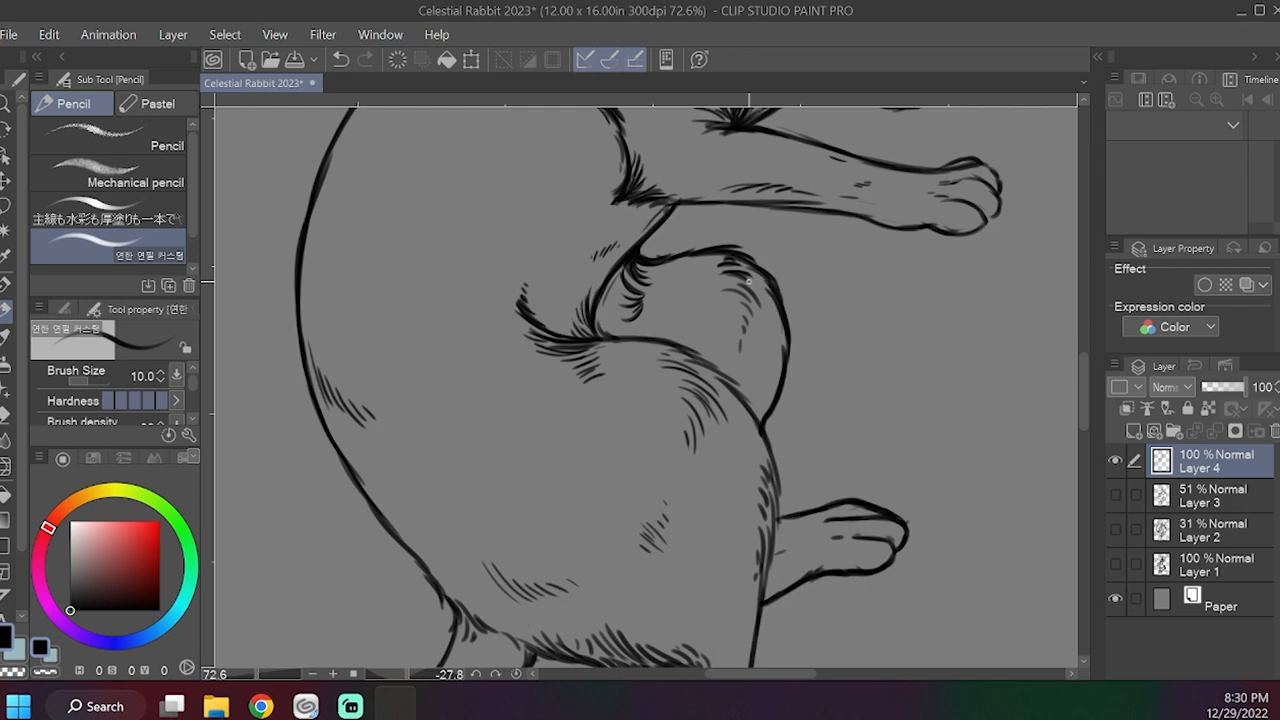 Celestial Rabbit 2023* (12.00 x 16.00in 300dpi 72.6%) - CLIP STUDIO PAINT PRO
File Edit Animation Layer Select View Filter Window Help
Sub Tool [Pencil]
Celestial Rabbit 2023*
Timeline
Pencil Pastel
Pencil
Mechanical pencil
主線も水彩も厚塗りも一本で
연한 연필 커스텀
Layer Property
Effect
Expression color
Color
Tool property [연한
연한 연필 커스텀
Brush Size 10.0
Hardness
Brush density
Layer
Norma 100
100 % Normal
Layer 4
51 % Normal
Layer 3
31 % Normal
Layer 2
100 % Normal
Layer 1
Paper
H 0 S 0 V 0
72.6 -27.8
Search
8:30 PM
12/29/2022